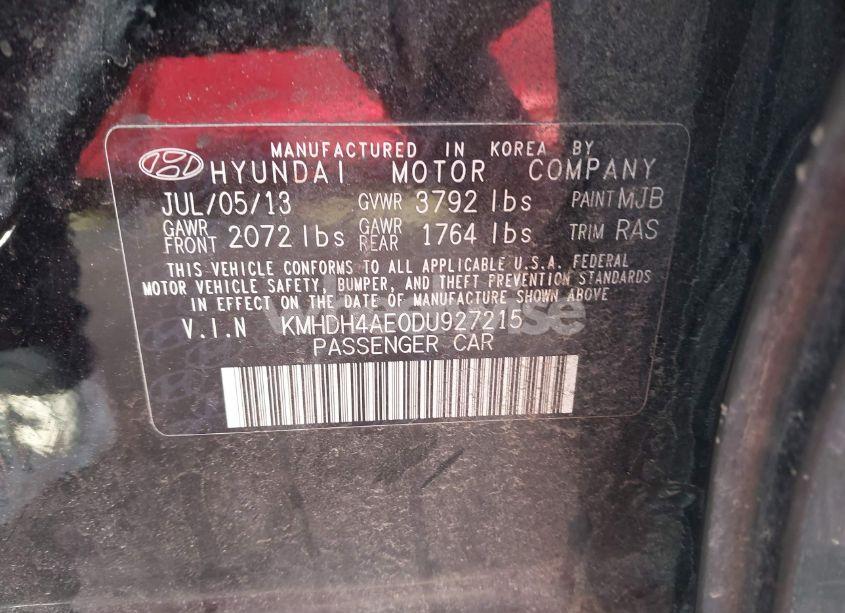 MANUFACTURED IN KOREA BY
HYUNDAI MOTOR COMPANY
JUL/05/13 GVWR 3792 lbs PAINT MJB
GAWR FRONT 2072 lbs GAWR REAR 1764 lbs TRIM RAS
THIS VEHICLE CONFORMS TO ALL APPLICABLE U.S.A. FEDERAL
MOTOR VEHICLE SAFETY, BUMPER, AND THEFT PREVENTION STANDARDS
IN EFFECT ON THE DATE OF MANUFACTURE SHOWN ABOVE
V.I.N KMHDH4AE0DU927215
PASSENGER CAR